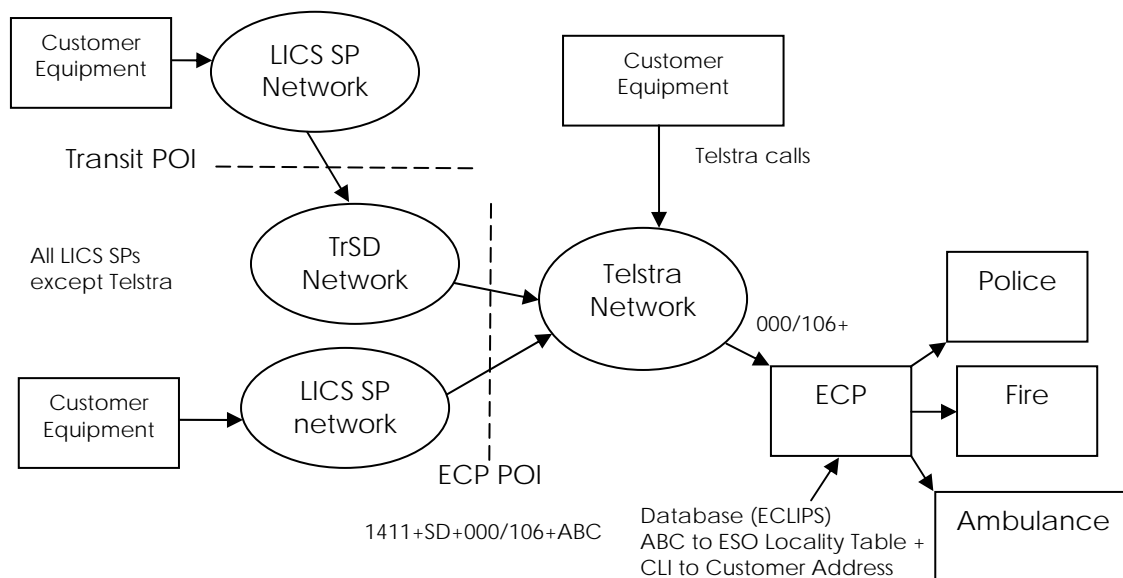 Customer
Equipment
LICS SP
Network
Customer
Equipment
Transit POI
Telstra calls
All LICS SPs
except Telstra
TrSD
Network
Telstra
Network
Police
000/106+
Customer
Equipment
LICS SP
network
ECP
Fire
ECP POI
1411+SD+000/106+ABC
Database (ECLIPS)
ABC to ESO Locality Table +
CLI to Customer Address
Ambulance